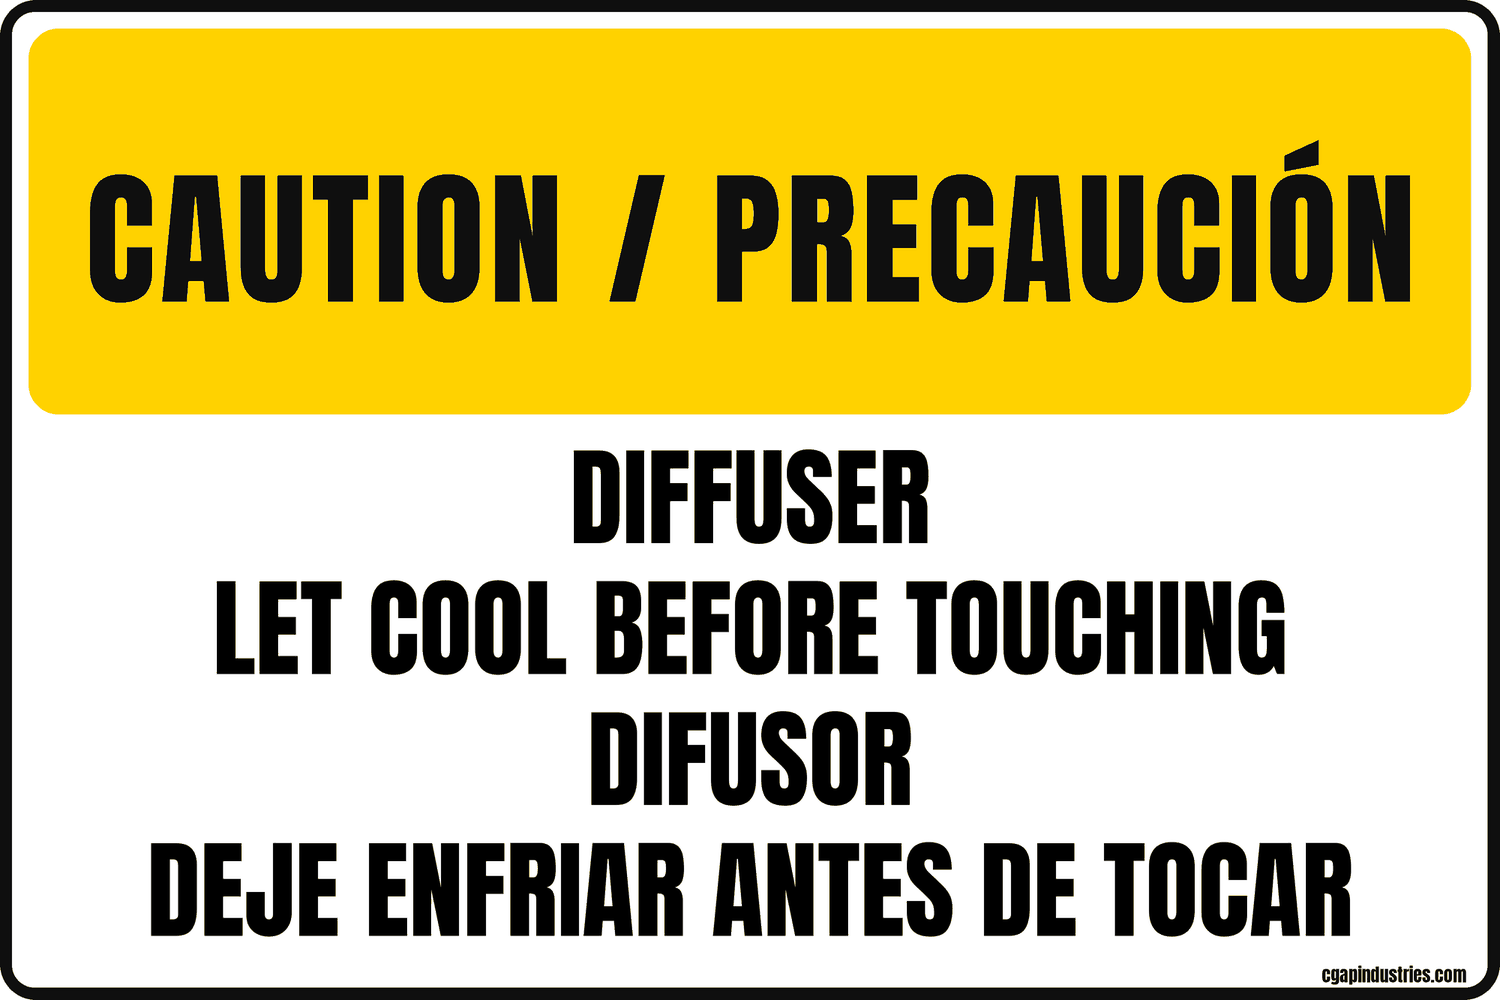 CAUTION / PRECAUCIÓN
DIFFUSER
LET COOL BEFORE TOUCHING
DIFUSOR
DEJE ENFRIAR ANTES DE TOCAR
cgapindustries.com